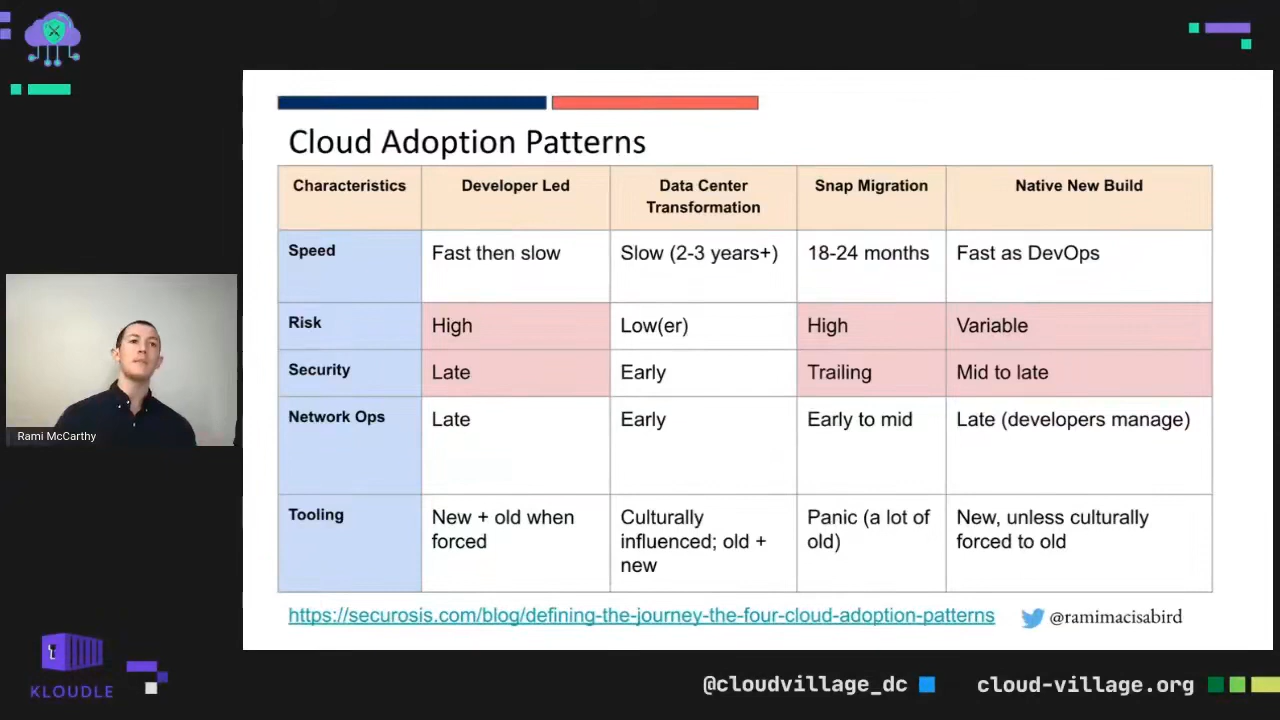 Cloud Adoption Patterns
Characteristics
Developer Led
Data Center
Transformation
Snap Migration
Native New Build
Speed
Fast then slow
Slow (2-3 years+)
18-24 months
Fast as DevOps
Risk
High
Low(er)
High
Variable
Security
Late
Early
Trailing
Mid to late
Network Ops
Late
Early
Early to mid
Late (developers manage)
Tooling
New + old when
forced
Culturally
influenced; old +
new
Panic (a lot of
old)
New, unless culturally
forced to old
https://securosis.com/blog/defining-the-journey-the-four-cloud-adoption-patterns
@ramimacisabird
Rami McCarthy
KLOUDLE
@cloudvillage_dc
cloud-village.org